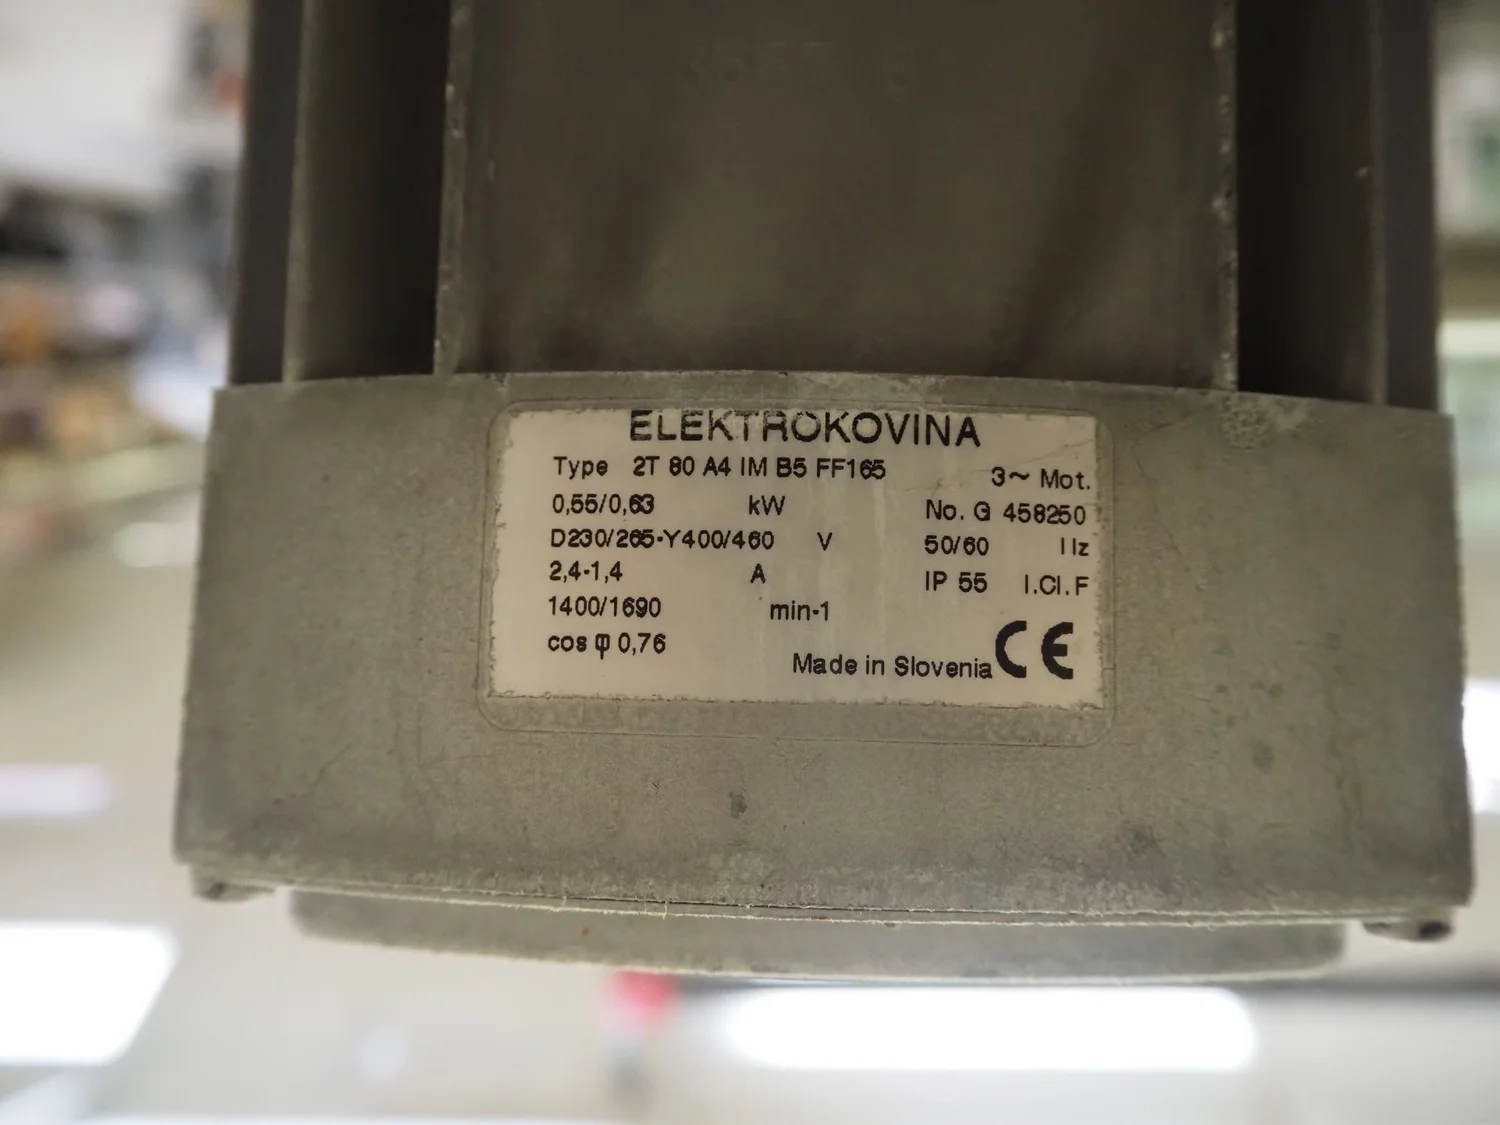 ELEKTROKOVINA
Type 2T 80 A4 IM B5 FF165 3~ Mot.
0,55/0,63 kW No. G 458250
D230/265-Y400/460 V 50/60 Hz
2,4-1,4 A IP 55 I.Cl.F
1400/1690 min-1
cos φ 0,76
Made in Slovenia CE